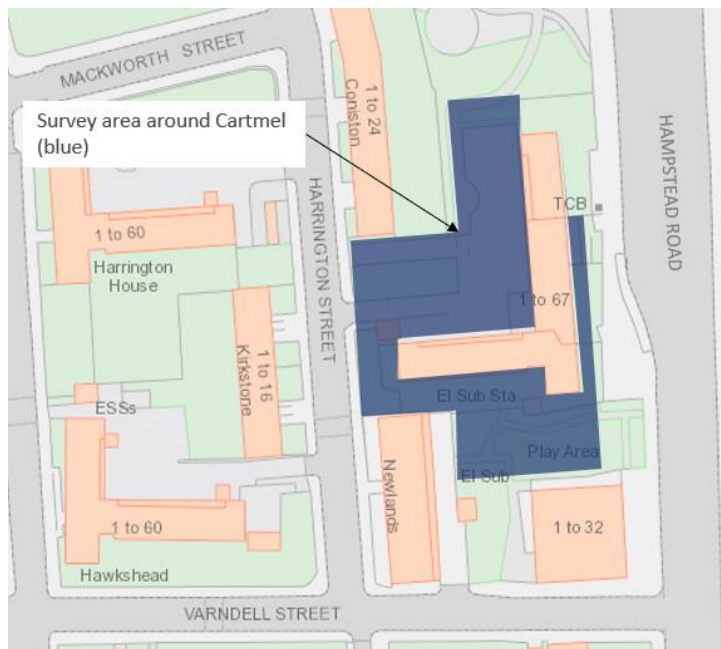 MACKWORTH STREET
Survey area around Cartmel
(blue)
1 to 24
Coniston
HARRINGTON STREET
HAMPSTEAD ROAD
TCB
1 to 60
Harrington
House
1 to 67
1 to 16
Kirkstone
ESSs
El Sub Sta
Play Area
El Sub
Newlands
1 to 60
1 to 32
Hawkshead
VARNDELL STREET